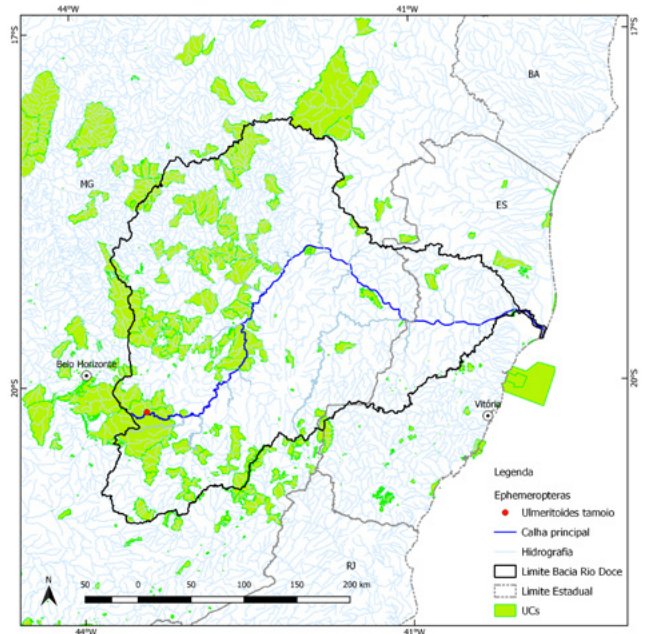 44°W
41°W
17°S
17°S
BA
MG
ES
Belo Horizonte
20°S
20°S
Vitória
Legenda
Ephemeropteras
Ulmeritoides tamoio
Calha principal
Hidrografia
Limite Bacia Rio Doce
Limite Estadual
UCs
RJ
N
50 0 50 100 150 200 km
44°W
41°W